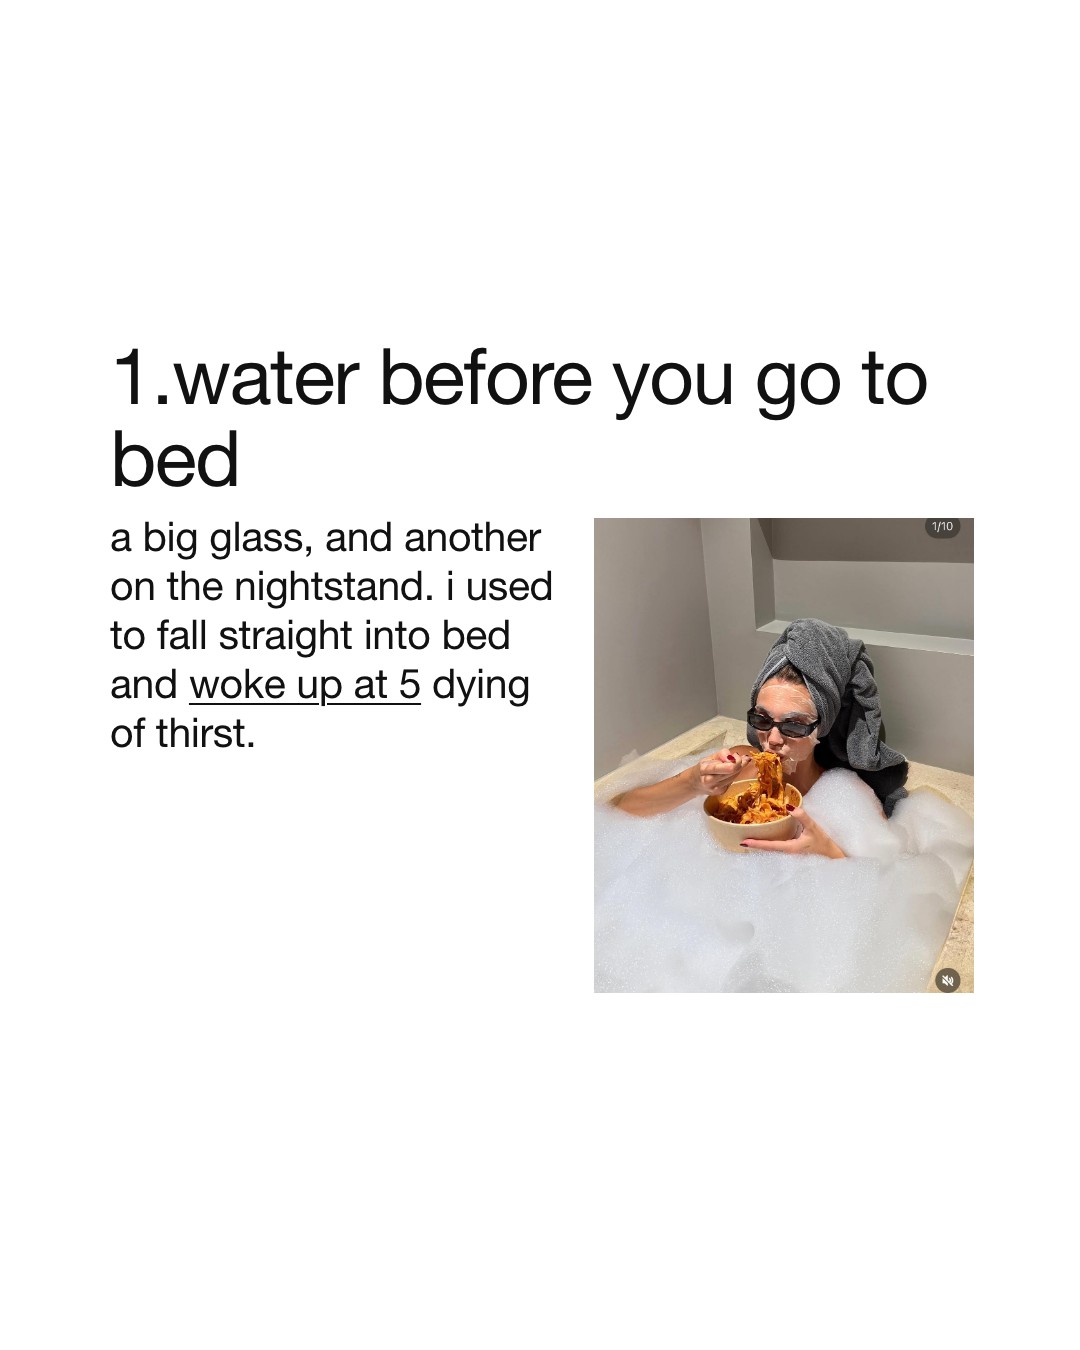 1.water before you go to
bed
a big glass, and another
on the nightstand. i used
to fall straight into bed
and woke up at 5 dying
of thirst.
1/10